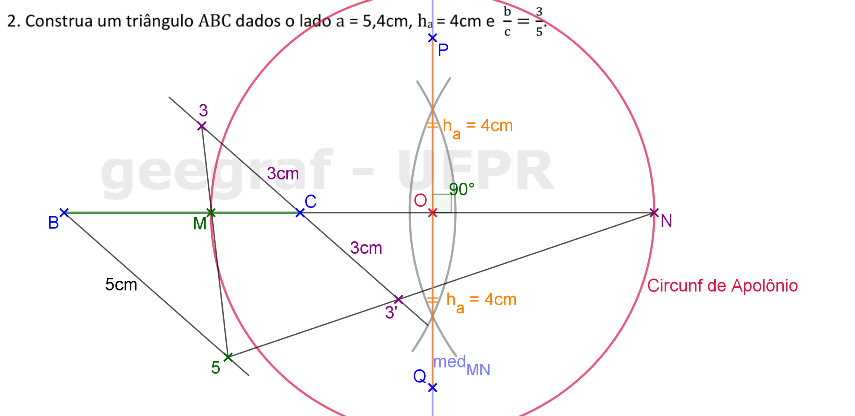 2. Construa um triângulo ABC dados o lado a = 5,4cm, hₐ = 4cm e b/c = 3/5.
P
3
hₐ = 4cm
geegraf - UFPR
3cm
90°
C
O
B
M
N
3cm
5cm
Circunf de Apolônio
hₐ = 4cm
3'
5
medMN
Q